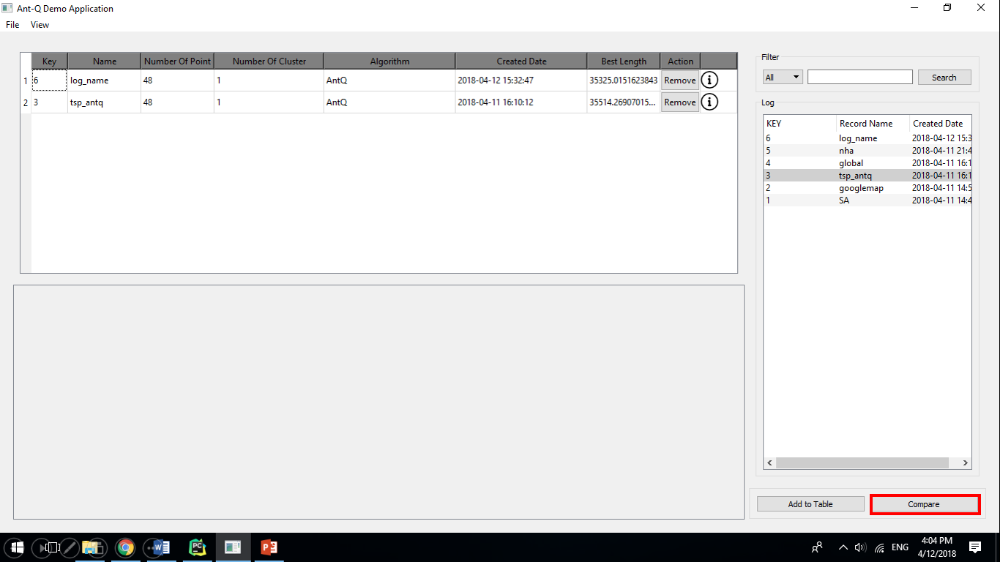 Ant-Q Demo Application
File View
Key Name Number Of Point Number Of Cluster Algorithm Created Date Best Length Action
1 6 log_name 48 1 AntQ 2018-04-12 15:32:47 35325.0151623843 Remove
2 3 tsp_antq 48 1 AntQ 2018-04-11 16:10:12 35514.26907015... Remove
Filter
All Search
Log
KEY Record Name Created Date
6 log_name 2018-04-12 15:3
5 nha 2018-04-11 21:4
4 global 2018-04-11 16:1
3 tsp_antq 2018-04-11 16:1
2 googlemap 2018-04-11 14:5
1 SA 2018-04-11 14:4
Add to Table Compare
ENG
4:04 PM
4/12/2018